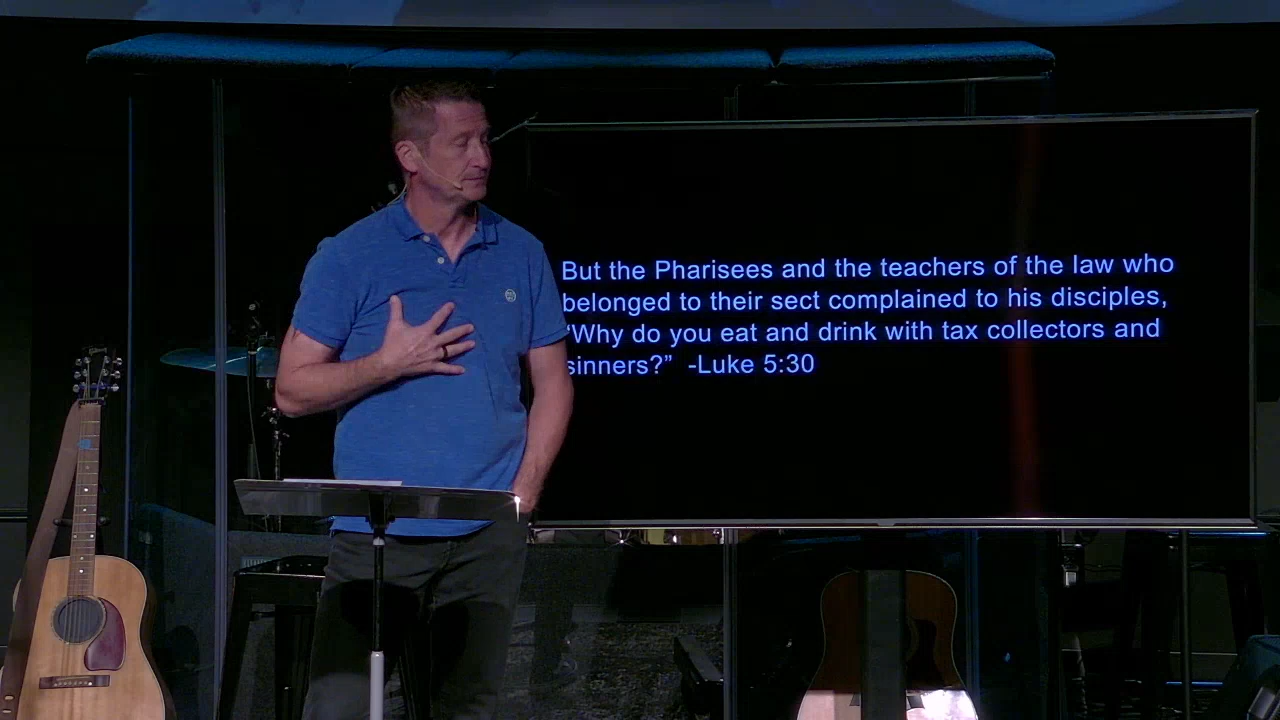 But the Pharisees and the teachers of the law who
belonged to their sect complained to his disciples,
“Why do you eat and drink with tax collectors and
sinners?” -Luke 5:30